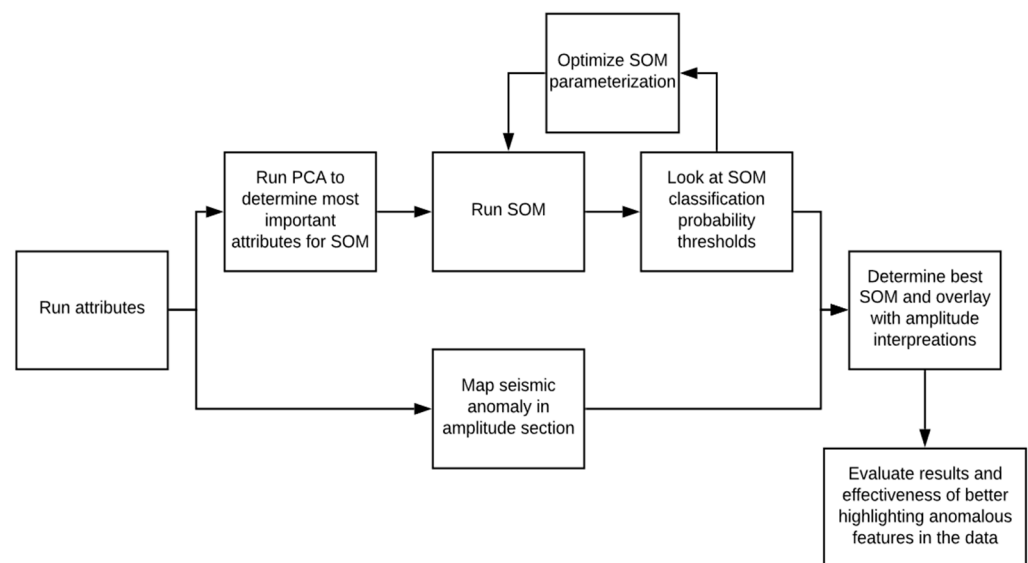 Optimize SOM
parameterization
Run PCA to
determine most
important
attributes for SOM
Run SOM
Look at SOM
classification
probability
thresholds
Run attributes
Determine best
SOM and overlay
with amplitude
interpreations
Map seismic
anomaly in
amplitude section
Evaluate results and
effectiveness of better
highlighting anomalous
features in the data